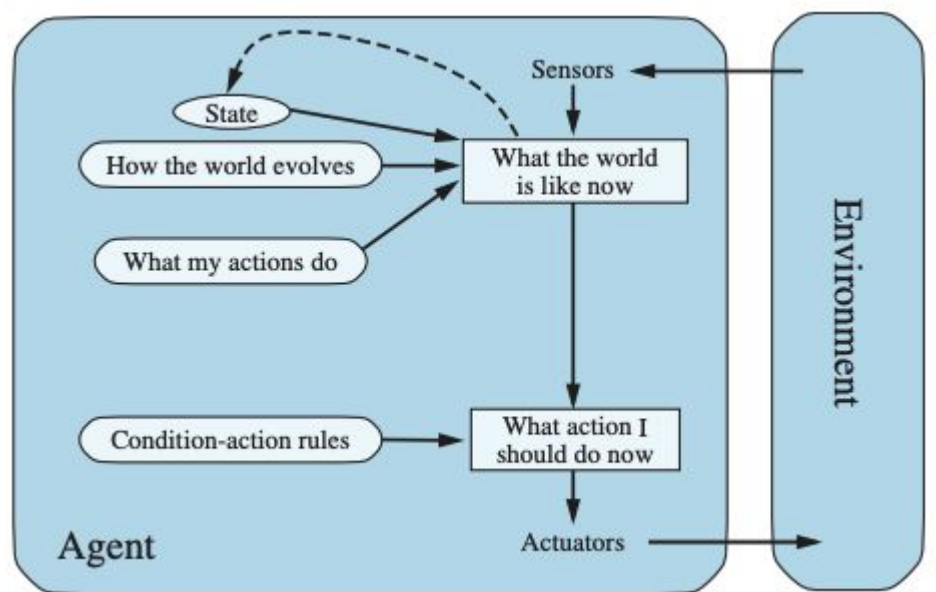 Sensors
State
How the world evolves
What the world
is like now
What my actions do
Environment
Condition-action rules
What action I
should do now
Agent
Actuators